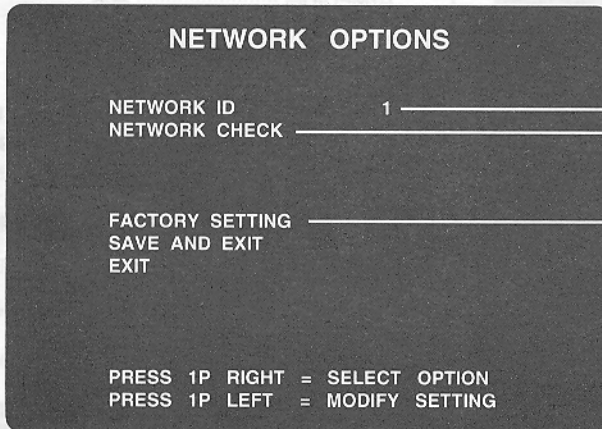 NETWORK OPTIONS
NETWORK ID 1
NETWORK CHECK
FACTORY SETTING
SAVE AND EXIT
EXIT
PRESS 1P RIGHT = SELECT OPTION
PRESS 1P LEFT = MODIFY SETTING